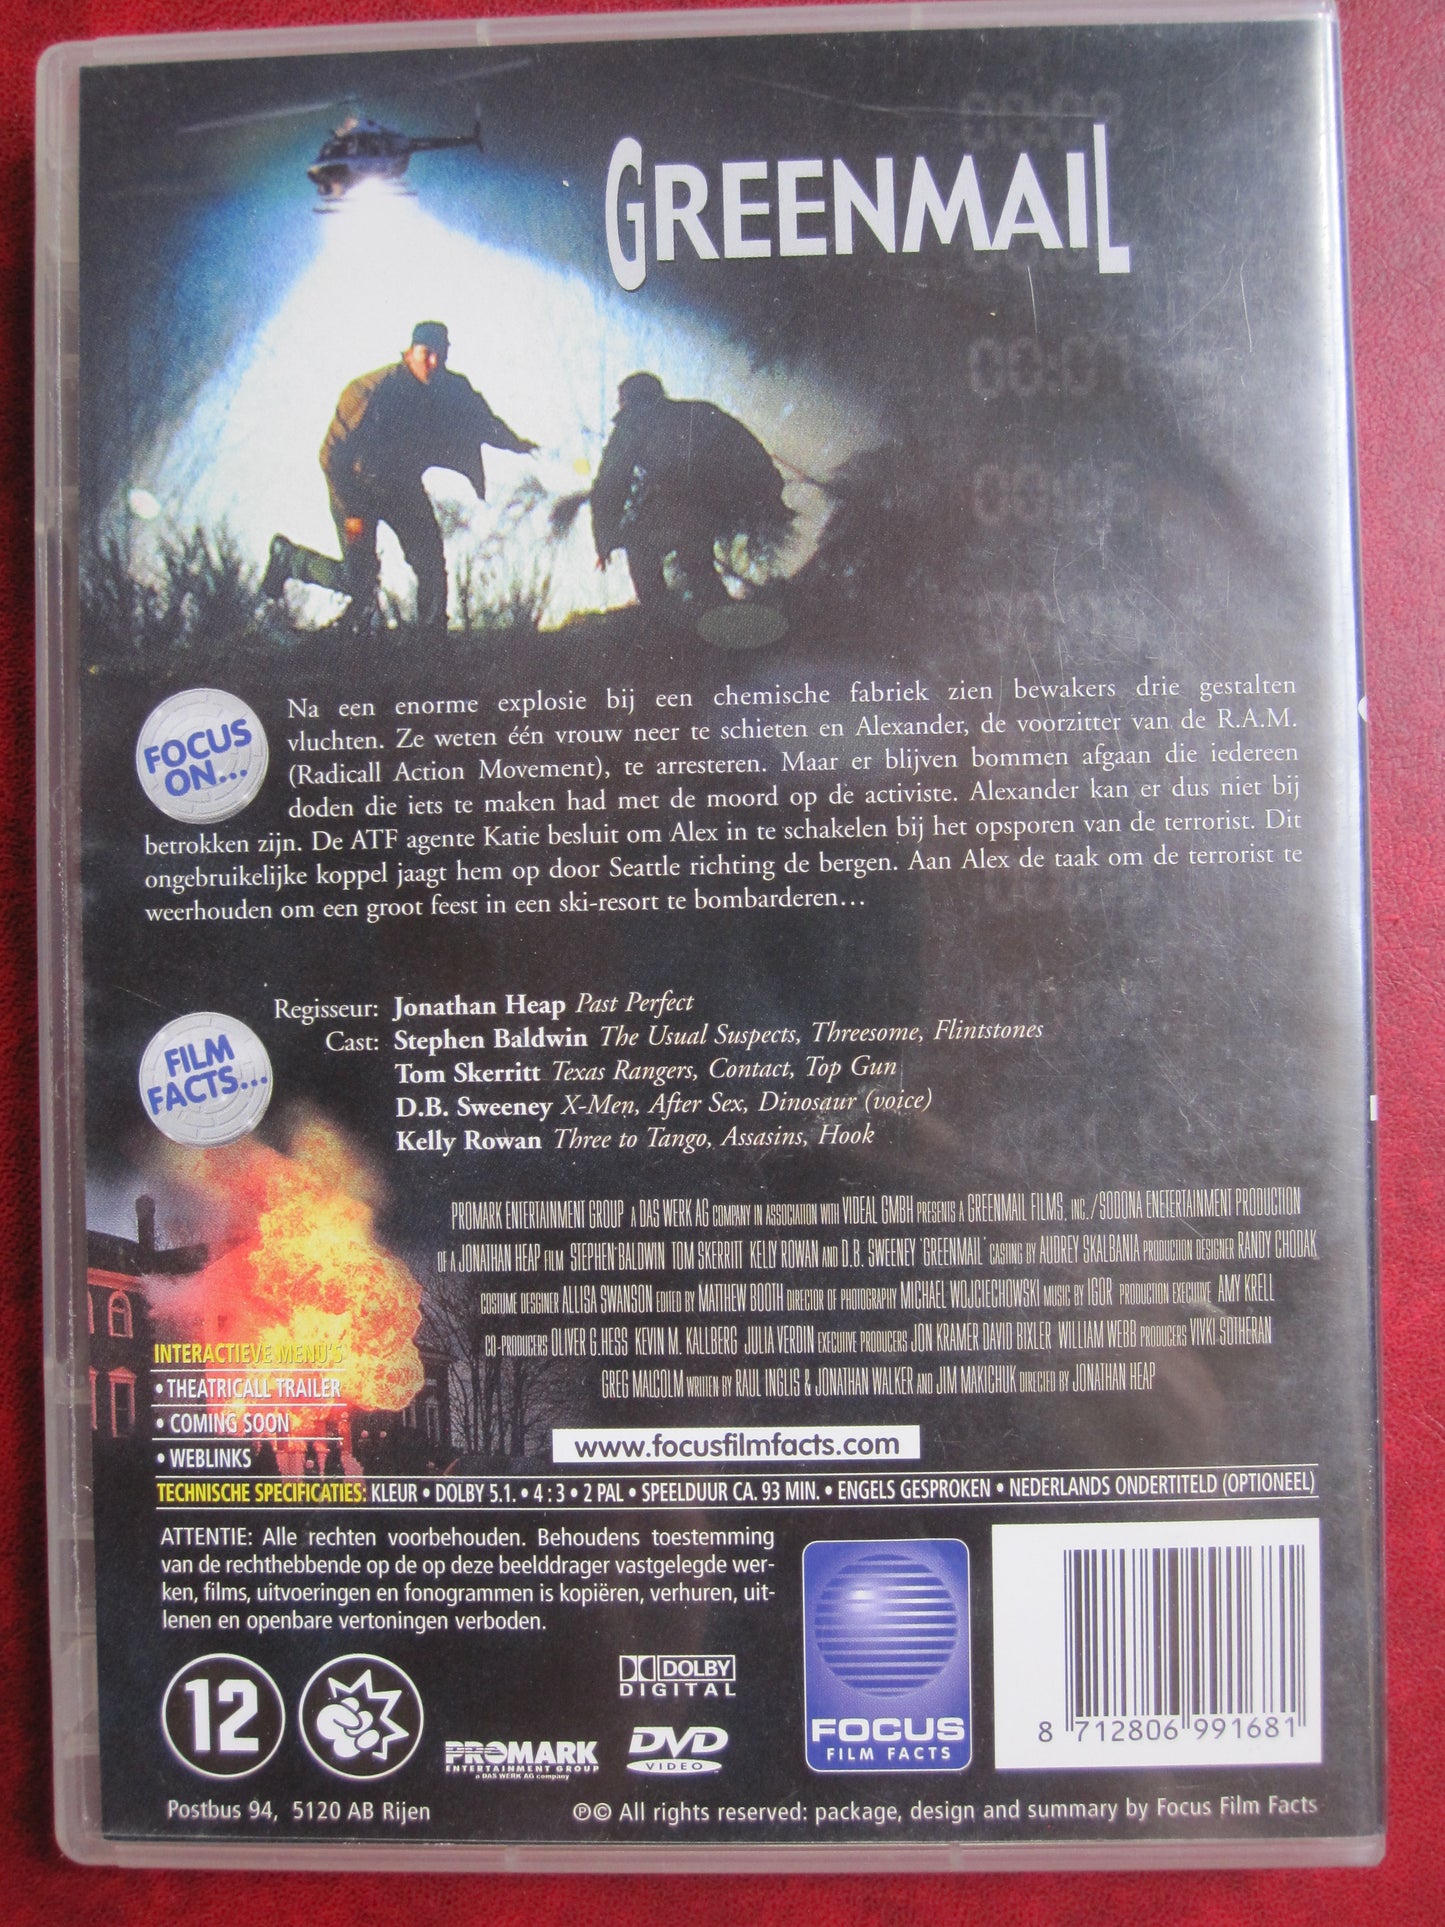 GREENMAIL
FOCUS
ON...
Na een enorme explosie bij een chemische fabriek zien bewakers drie gestalten
vluchten. Ze weten één vrouw neer te schieten en Alexander, de voorzitter van de R.A.M.
(Radicall Action Movement), te arresteren. Maar er blijven bommen afgaan die iedereen
doden die iets te maken had met de moord op de activiste. Alexander kan er dus niet bij
betrokken zijn. De ATF agente Katie besluit om Alex in te schakelen bij het opsporen van de terrorist. Dit
ongebruikelijke koppel jaagt hem op door Seattle richting de bergen. Aan Alex de taak om de terrorist te
weerhouden om een groot feest in een ski-resort te bombarderen...
FILM
FACTS...
Regisseur: Jonathan Heap Past Perfect
Cast: Stephen Baldwin The Usual Suspects, Threesome, Flintstones
Tom Skerritt Texas Rangers, Contact, Top Gun
D.B. Sweeney X-Men, After Sex, Dinosaur (voice)
Kelly Rowan Three to Tango, Assasins, Hook
PROMARK ENTERTAINMENT GROUP A DAS WERK AG COMPANY IN ASSOCIATION WITH VIDEAL GMBH PRESENTS A GREENMAIL FILMS, INC./SODONA ENETERTAINMENT PRODUCTION
OF A JONATHAN HEAP FILM STEPHEN BALDWIN TOM SKERRITT KELLY ROWAN AND D.B. SWEENEY 'GREENMAIL' CASTING BY AUDREY SKALBANIA PRODUCTION DESIGNER RANDY CHODAK
COSTUME DESGINER ALLISA SWANSON EDITED BY MATTHEW BOOTH DIRECTOR OF PHOTOGRAPHY MICHAEL WOJCIECHOWSKI MUSIC BY IGOR PRODUCTION EXECUTIVE AMY KRELL
CO-PRODUCERS OLIVER G.HESS KEVIN M. KALLBERG JULIA VERDIN EXECUTIVE PRODUCERS JON KRAMER DAVID BIXLER WILLIAM WEBB PRODUCERS VIVKI SOTHERAN
GREG MALCOLM WRITTEN BY RAUL INGLIS & JONATHAN WALKER AND JIM MAKICHUK DIRECTED BY JONATHAN HEAP
INTERACTIEVE MENU'S
• THEATRICALL TRAILER
• COMING SOON
• WEBLINKS
www.focusfilmfacts.com
TECHNISCHE SPECIFICATIES: KLEUR • DOLBY 5.1. • 4 : 3 • 2 PAL • SPEELDUUR CA. 93 MIN. • ENGELS GESPROKEN • NEDERLANDS ONDERTITELD (OPTIONEEL)
ATTENTIE: Alle rechten voorbehouden. Behoudens toestemming
van de rechthebbende op de op deze beelddrager vastgelegde wer-
ken, films, uitvoeringen en fonogrammen is kopiëren, verhuren, uit-
lenen en openbare vertoningen verboden.
12
DOLBY
DIGITAL
PROMARK
ENTERTAINMENT GROUP
a DAS WERK AG company
DVD
VIDEO
FOCUS
FILM FACTS
8 712806 991681
Postbus 94, 5120 AB Rijen
℗© All rights reserved: package, design and summary by Focus Film Facts